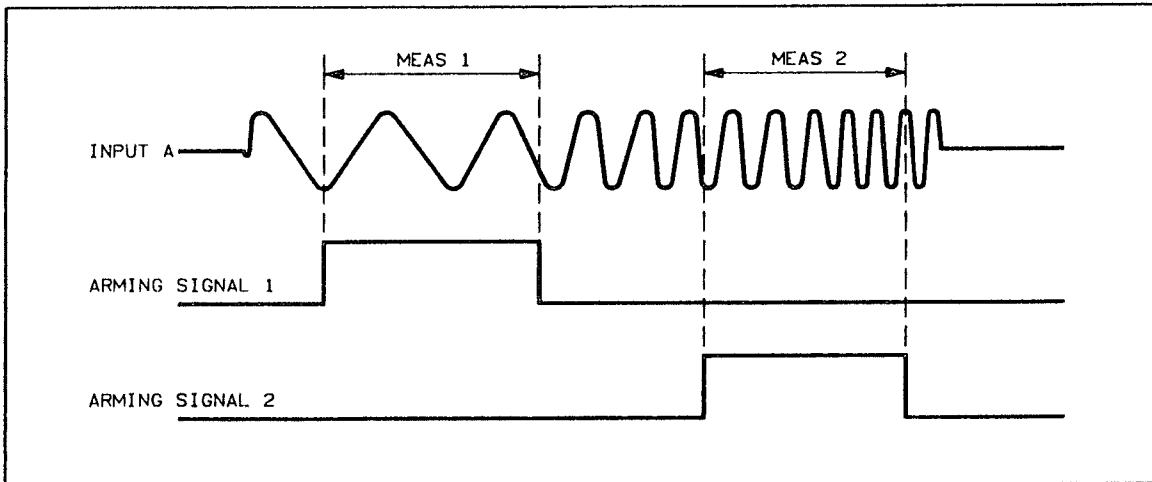 MEAS 1
MEAS 2
INPUT A
ARMING SIGNAL 1
ARMING SIGNAL 2